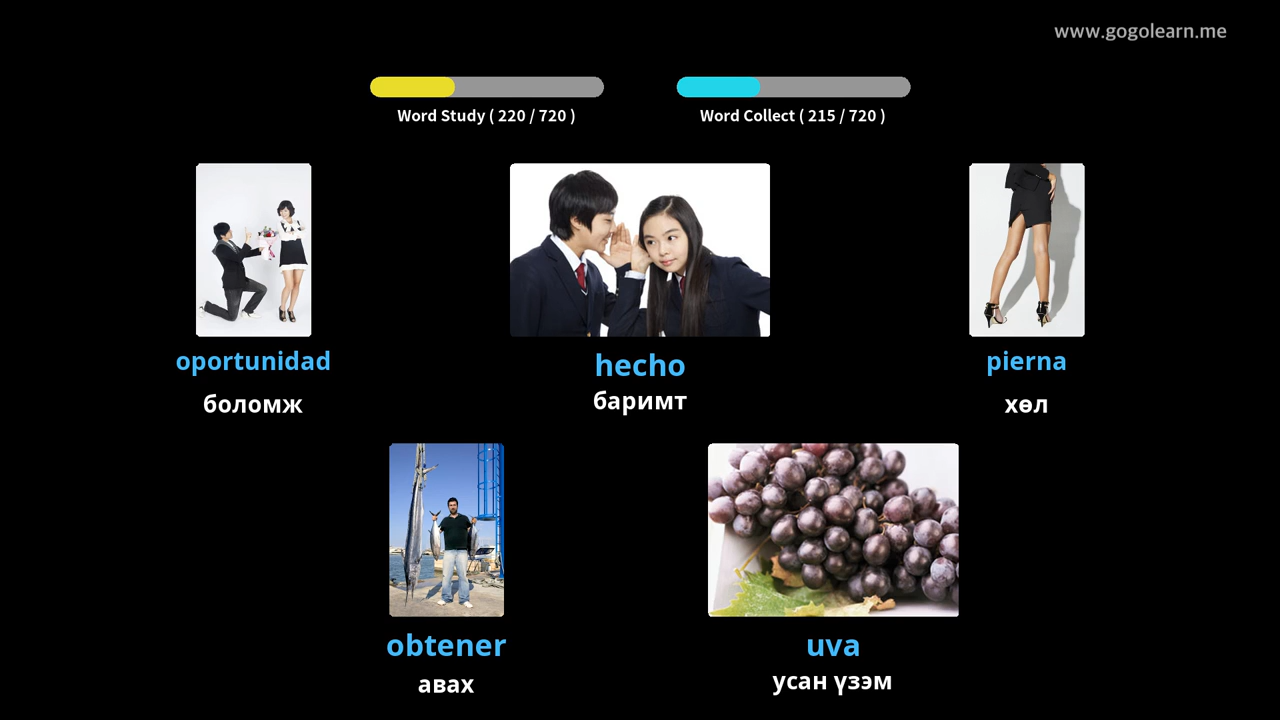 www.gogolearn.me
Word Study ( 220 / 720 )
Word Collect ( 215 / 720 )
oportunidad
боломж
hecho
баримт
pierna
хөл
obtener
авах
uva
усан үзэм